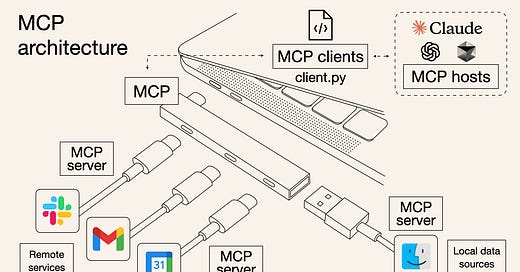 MCP
architecture
MCP clients
client.py
Claude
MCP hosts
MCP
MCP
server
MCP
server
MCP
server
31
Remote
services
Local data
sources